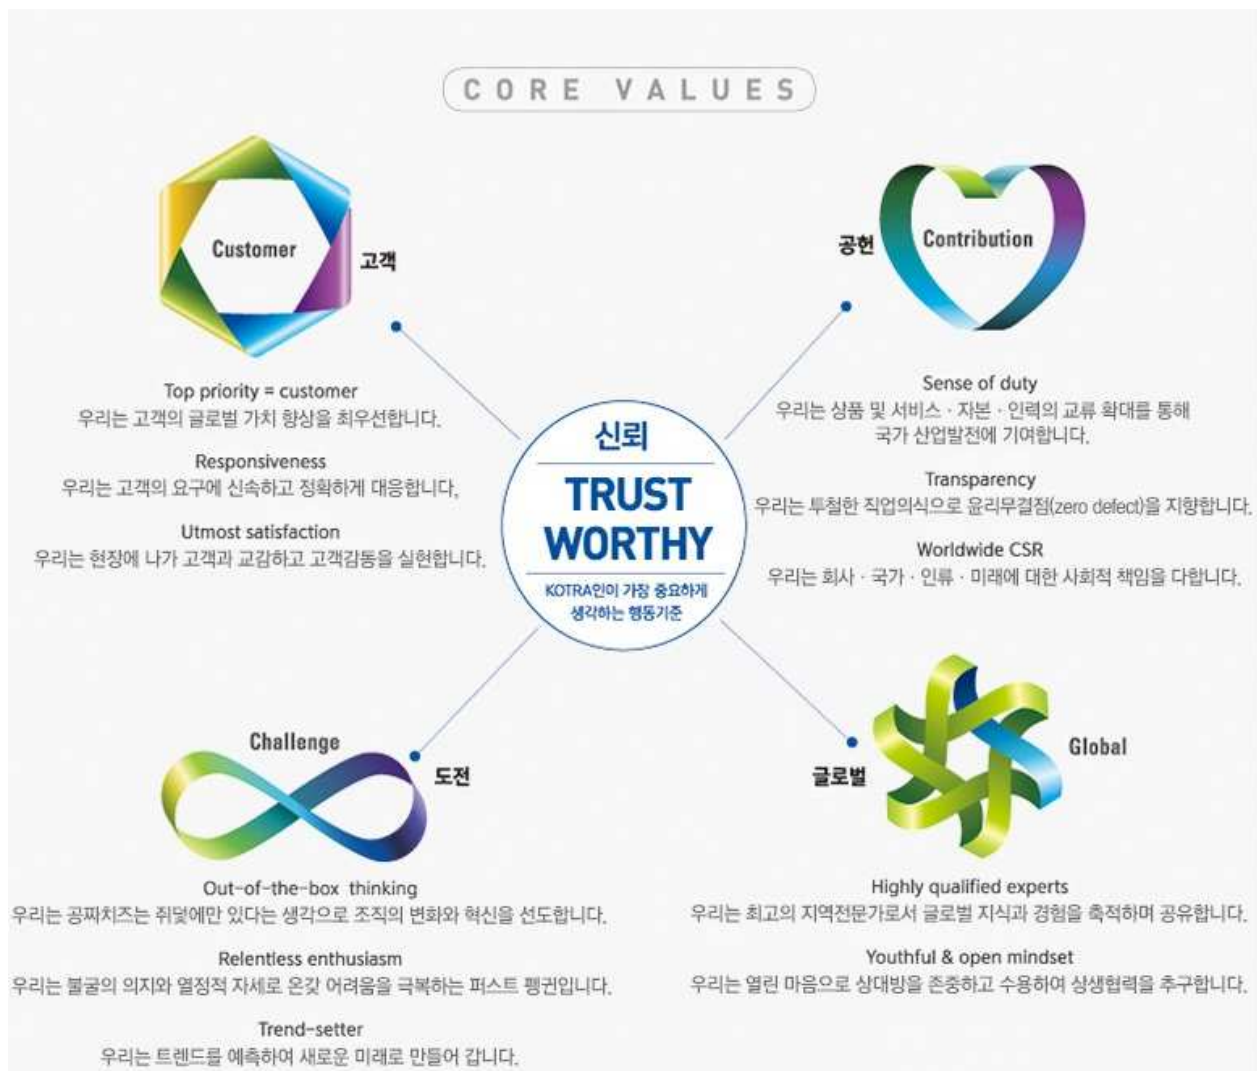 CORE VALUES
Customer
고객
Top priority = customer
우리는 고객의 글로벌 가치 향상을 최우선합니다.
Responsiveness
우리는 고객의 요구에 신속하고 정확하게 대응합니다.
Utmost satisfaction
우리는 현장에 나가 고객과 교감하고 고객감동을 실현합니다.
공헌
Contribution
Sense of duty
우리는 상품 및 서비스 · 자본 · 인력의 교류 확대를 통해
국가 산업발전에 기여합니다.
Transparency
우리는 투철한 직업의식으로 윤리무결점(zero defect)을 지향합니다.
Worldwide CSR
우리는 회사 · 국가 · 인류 · 미래에 대한 사회적 책임을 다합니다.
신뢰
TRUST
WORTHY
KOTRA인이 가장 중요하게
생각하는 행동기준
Challenge
도전
Out-of-the-box thinking
우리는 공짜치즈는 쥐덫에만 있다는 생각으로 조직의 변화와 혁신을 선도합니다.
Relentless enthusiasm
우리는 불굴의 의지와 열정적 자세로 온갖 어려움을 극복하는 퍼스트 펭귄입니다.
Trend-setter
우리는 트렌드를 예측하여 새로운 미래로 만들어 갑니다.
글로벌
Global
Highly qualified experts
우리는 최고의 지역전문가로서 글로벌 지식과 경험을 축적하며 공유합니다.
Youthful & open mindset
우리는 열린 마음으로 상대방을 존중하고 수용하여 상생협력을 추구합니다.